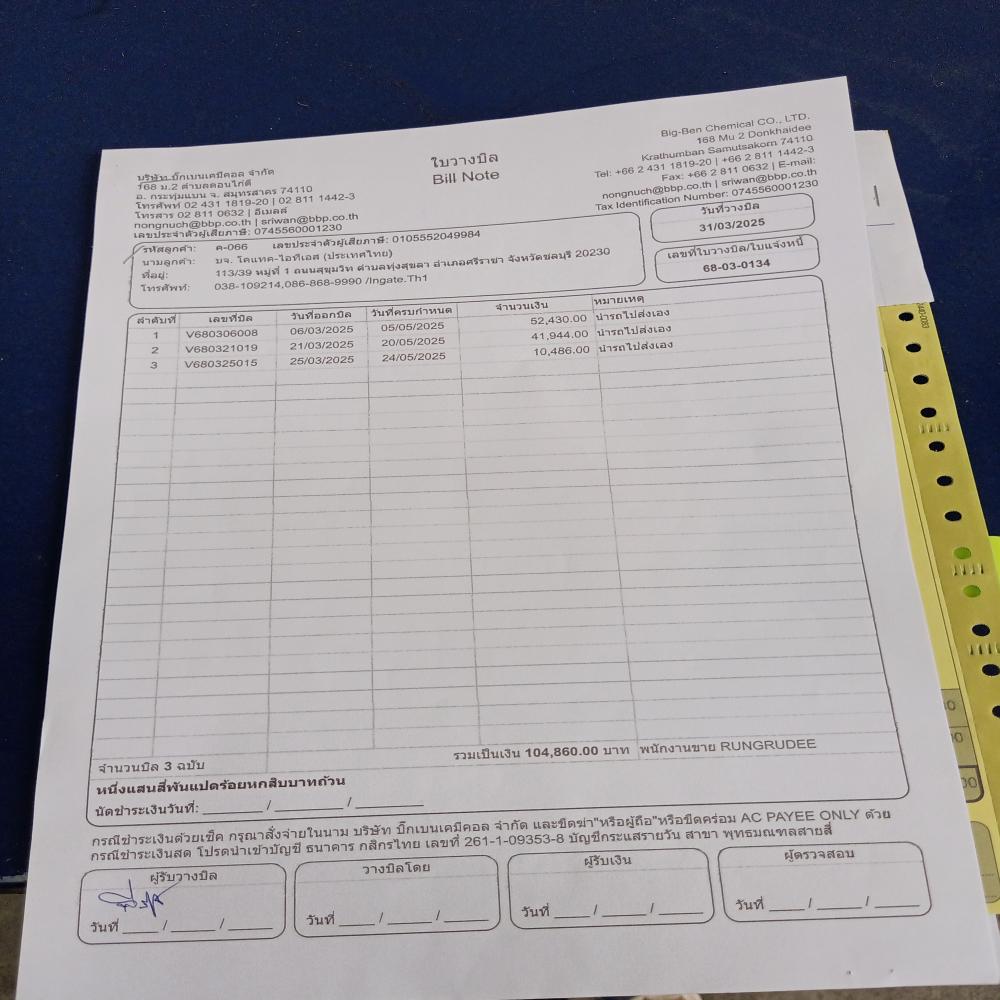 ใบวางบิล
Bill Note
บริษัท บิ๊กเบนเคมีคอล จำกัด
168 ม.2 ตำบลดอนไก่ดี
อ. กระทุ่มแบน จ. สมุทรสาคร 74110
โทรศัพท์ 02 431 1819-20 | 02 811 1442-3
โทรสาร 02 811 0632 | อีเมลล์
nongnuch@bbp.co.th | sriwan@bbp.co.th
เลขประจำตัวผู้เสียภาษี: 0745560001230
Big-Ben Chemical CO., LTD.
168 Mu 2 Donkhaidee
Krathumban Samutsakorn 74110
Tel: +66 2 431 1819-20 | +66 2 811 1442-3
Fax: +66 2 811 0632 | E-mail:
nongnuch@bbp.co.th | sriwan@bbp.co.th
Tax Identification Number: 0745560001230
รหัสลูกค้า: ค-066 เลขประจำตัวผู้เสียภาษี: 0105552049984
นามลูกค้า: บจ. โคแทค-ไอทีเอส (ประเทศไทย)
ที่อยู่: 113/39 หมู่ที่ 1 ถนนสุขุมวิท ตำบลทุ่งสุขลา อำเภอศรีราชา จังหวัดชลบุรี 20230
โทรศัพท์: 038-109214,086-868-9990 /Ingate.Th1
วันที่วางบิล
31/03/2025
เลขที่ใบวางบิล/ใบแจ้งหนี้
68-03-0134
ลำดับที่ เลขที่บิล วันที่ออกบิล วันที่ครบกำหนด จำนวนเงิน หมายเหตุ
1 V680306008 06/03/2025 05/05/2025 52,430.00 นำรถไปส่งเอง
2 V680321019 21/03/2025 20/05/2025 41,944.00 นำรถไปส่งเอง
3 V680325015 25/03/2025 24/05/2025 10,486.00 นำรถไปส่งเอง
จำนวนบิล 3 ฉบับ รวมเป็นเงิน 104,860.00 บาท พนักงานขาย RUNGRUDEE
หนึ่งแสนสี่พันแปดร้อยหกสิบบาทถ้วน
นัดชำระเงินวันที่: ________ / ________ / ________
กรณีชำระเงินด้วยเช็ค กรุณาสั่งจ่ายในนาม บริษัท บิ๊กเบนเคมีคอล จำกัด และขีดฆ่า"หรือผู้ถือ"หรือขีดคร่อม AC PAYEE ONLY ด้วย
กรณีชำระเงินสด โปรดนำเข้าบัญชี ธนาคาร กสิกรไทย เลขที่ 261-1-09353-8 บัญชีกระแสรายวัน สาขา พุทธมณฑลสายสี่
ผู้รับวางบิล วางบิลโดย ผู้รับเงิน ผู้ตรวจสอบ
วันที่ ____ / ____ / ____ วันที่ ____ / ____ / ____ วันที่ ____ / ____ / ____ วันที่ ____ / ____ / ____